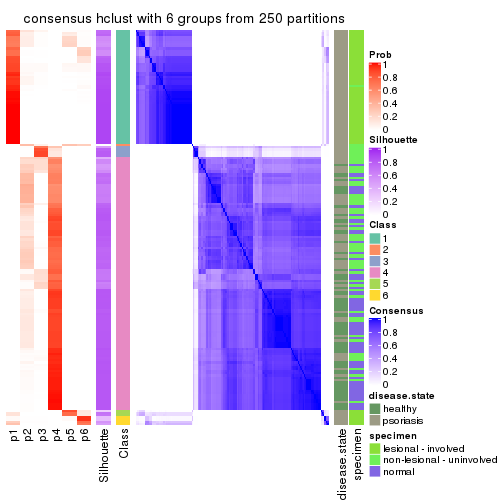 consensus hclust with 6 groups from 250 partitions
Prob
1
0.8
0.6
0.4
0.2
0
Silhouette
1
0.8
0.6
0.4
0.2
0
Class
1
2
3
4
5
6
Consensus
1
0.8
0.6
0.4
0.2
0
disease.state
healthy
psoriasis
specimen
lesional - involved
non-lesional - uninvolved
normal
p1
p2
p3
p4
p5
p6
Silhouette
Class
disease.state
specimen